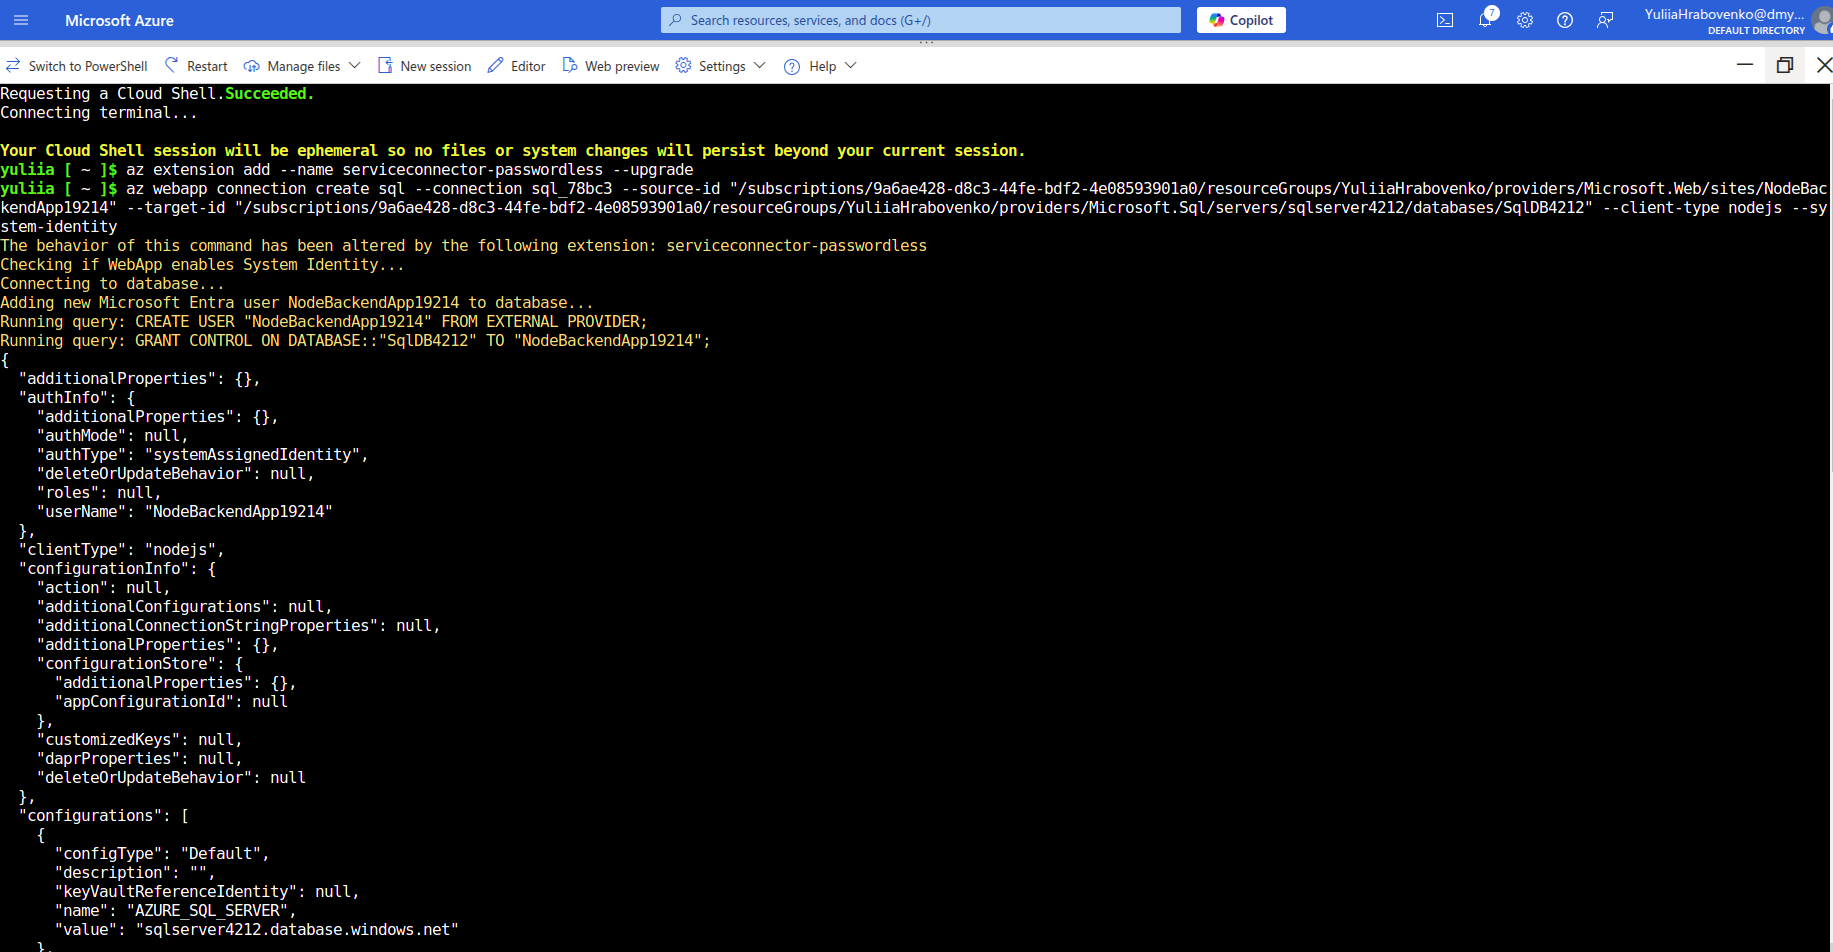 Microsoft Azure
Search resources, services, and docs (G+/)
Copilot
7
YuliiaHrabovenko@dmy...
DEFAULT DIRECTORY
Switch to PowerShell
Restart
Manage files
New session
Editor
Web preview
Settings
Help
Requesting a Cloud Shell.Succeeded.
Connecting terminal...
Your Cloud Shell session will be ephemeral so no files or system changes will persist beyond your current session.
yuliia [ ~ ]$ az extension add --name serviceconnector-passwordless --upgrade
yuliia [ ~ ]$ az webapp connection create sql --connection sql_78bc3 --source-id "/subscriptions/9a6ae428-d8c3-44fe-bdf2-4e08593901a0/resourceGroups/YuliiaHrabovenko/providers/Microsoft.Web/sites/NodeBac
kendApp19214" --target-id "/subscriptions/9a6ae428-d8c3-44fe-bdf2-4e08593901a0/resourceGroups/YuliiaHrabovenko/providers/Microsoft.Sql/servers/sqlserver4212/databases/SqlDB4212" --client-type nodejs --sy
stem-identity
The behavior of this command has been altered by the following extension: serviceconnector-passwordless
Checking if WebApp enables System Identity...
Connecting to database...
Adding new Microsoft Entra user NodeBackendApp19214 to database...
Running query: CREATE USER "NodeBackendApp19214" FROM EXTERNAL PROVIDER;
Running query: GRANT CONTROL ON DATABASE::"SqlDB4212" TO "NodeBackendApp19214";
{
  "additionalProperties": {},
  "authInfo": {
    "additionalProperties": {},
    "authMode": null,
    "authType": "systemAssignedIdentity",
    "deleteOrUpdateBehavior": null,
    "roles": null,
    "userName": "NodeBackendApp19214"
  },
  "clientType": "nodejs",
  "configurationInfo": {
    "action": null,
    "additionalConfigurations": null,
    "additionalConnectionStringProperties": null,
    "additionalProperties": {},
    "configurationStore": {
      "additionalProperties": {},
      "appConfigurationId": null
    },
    "customizedKeys": null,
    "daprProperties": null,
    "deleteOrUpdateBehavior": null
  },
  "configurations": [
    {
      "configType": "Default",
      "description": "",
      "keyVaultReferenceIdentity": null,
      "name": "AZURE_SQL_SERVER",
      "value": "sqlserver4212.database.windows.net"
    },